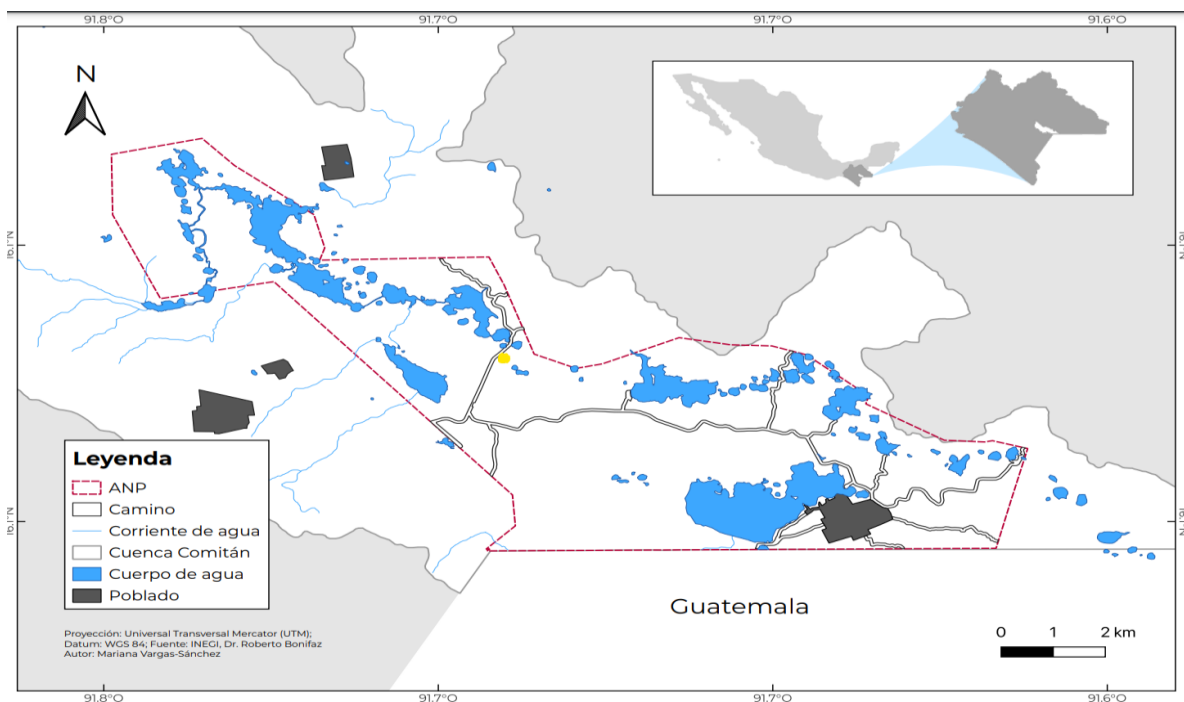 91.8°O
91.7°O
91.7°O
91.6°O
N
16.1°N
16.1°N
Leyenda
ANP
Camino
Corriente de agua
Cuenca Comitán
Cuerpo de agua
Poblado
16.1°N
16.1°N
Guatemala
Proyección: Universal Transversal Mercator (UTM);
Datum: WGS 84; Fuente: INEGI, Dr. Roberto Bonifaz
Autor: Mariana Vargas-Sánchez
0 1 2 km
91.8°O
91.7°O
91.7°O
91.6°O